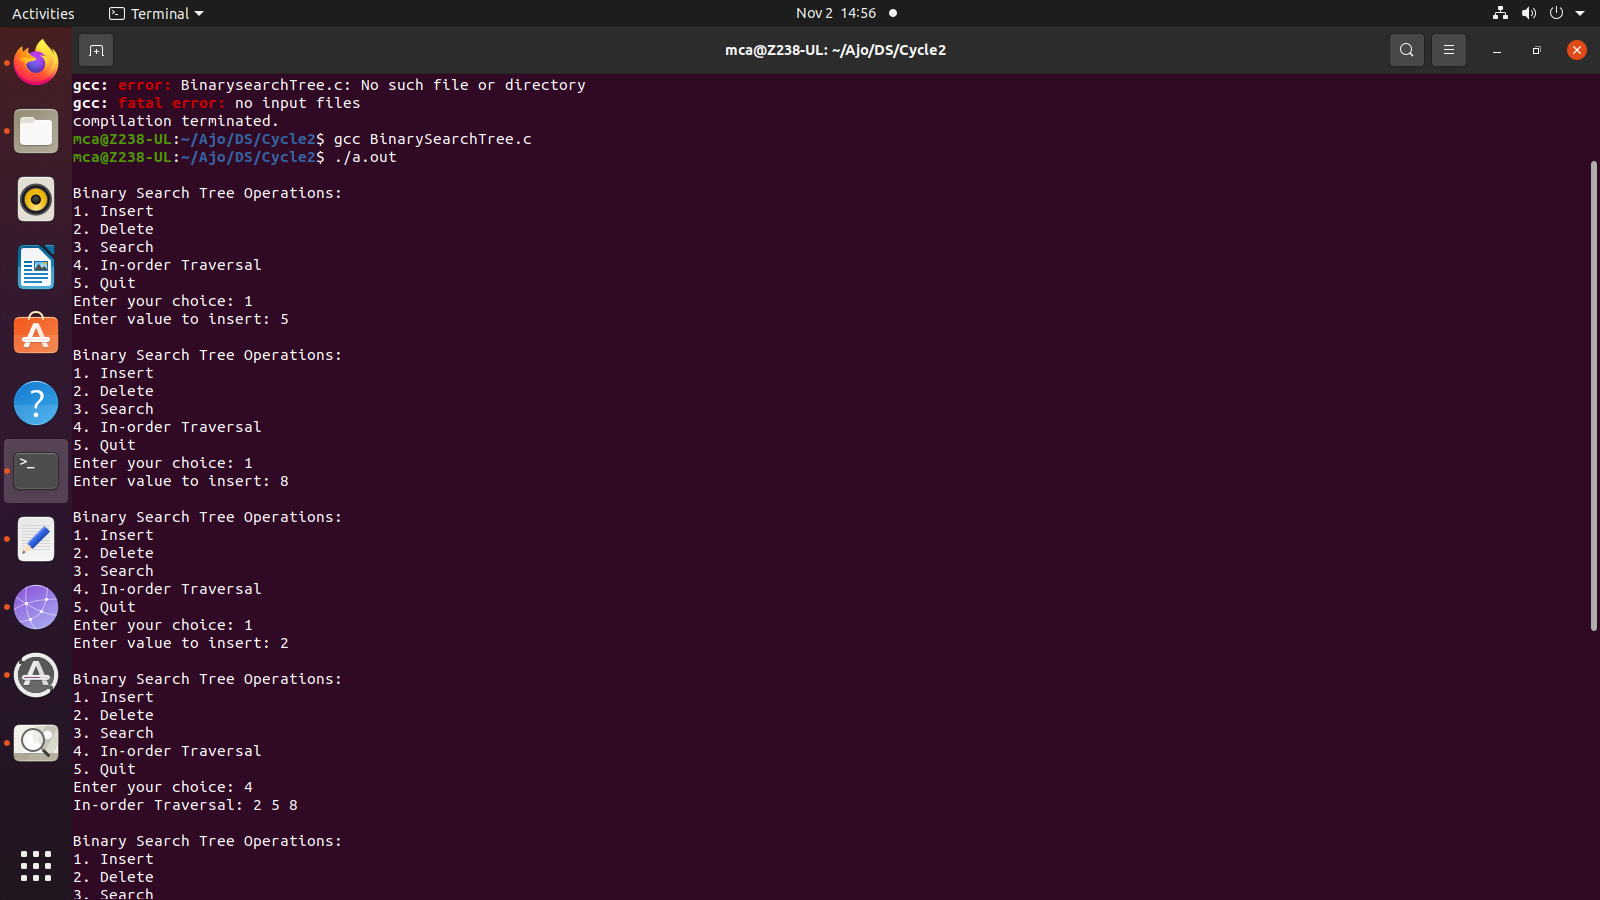 Activities Terminal Nov 2 14:56
mca@Z238-UL: ~/Ajo/DS/Cycle2
gcc: error: BinarysearchTree.c: No such file or directory
gcc: fatal error: no input files
compilation terminated.
mca@Z238-UL:~/Ajo/DS/Cycle2$ gcc BinarySearchTree.c
mca@Z238-UL:~/Ajo/DS/Cycle2$ ./a.out
Binary Search Tree Operations:
1. Insert
2. Delete
3. Search
4. In-order Traversal
5. Quit
Enter your choice: 1
Enter value to insert: 5
Binary Search Tree Operations:
1. Insert
2. Delete
3. Search
4. In-order Traversal
5. Quit
Enter your choice: 1
Enter value to insert: 8
Binary Search Tree Operations:
1. Insert
2. Delete
3. Search
4. In-order Traversal
5. Quit
Enter your choice: 1
Enter value to insert: 2
Binary Search Tree Operations:
1. Insert
2. Delete
3. Search
4. In-order Traversal
5. Quit
Enter your choice: 4
In-order Traversal: 2 5 8
Binary Search Tree Operations:
1. Insert
2. Delete
3. Search